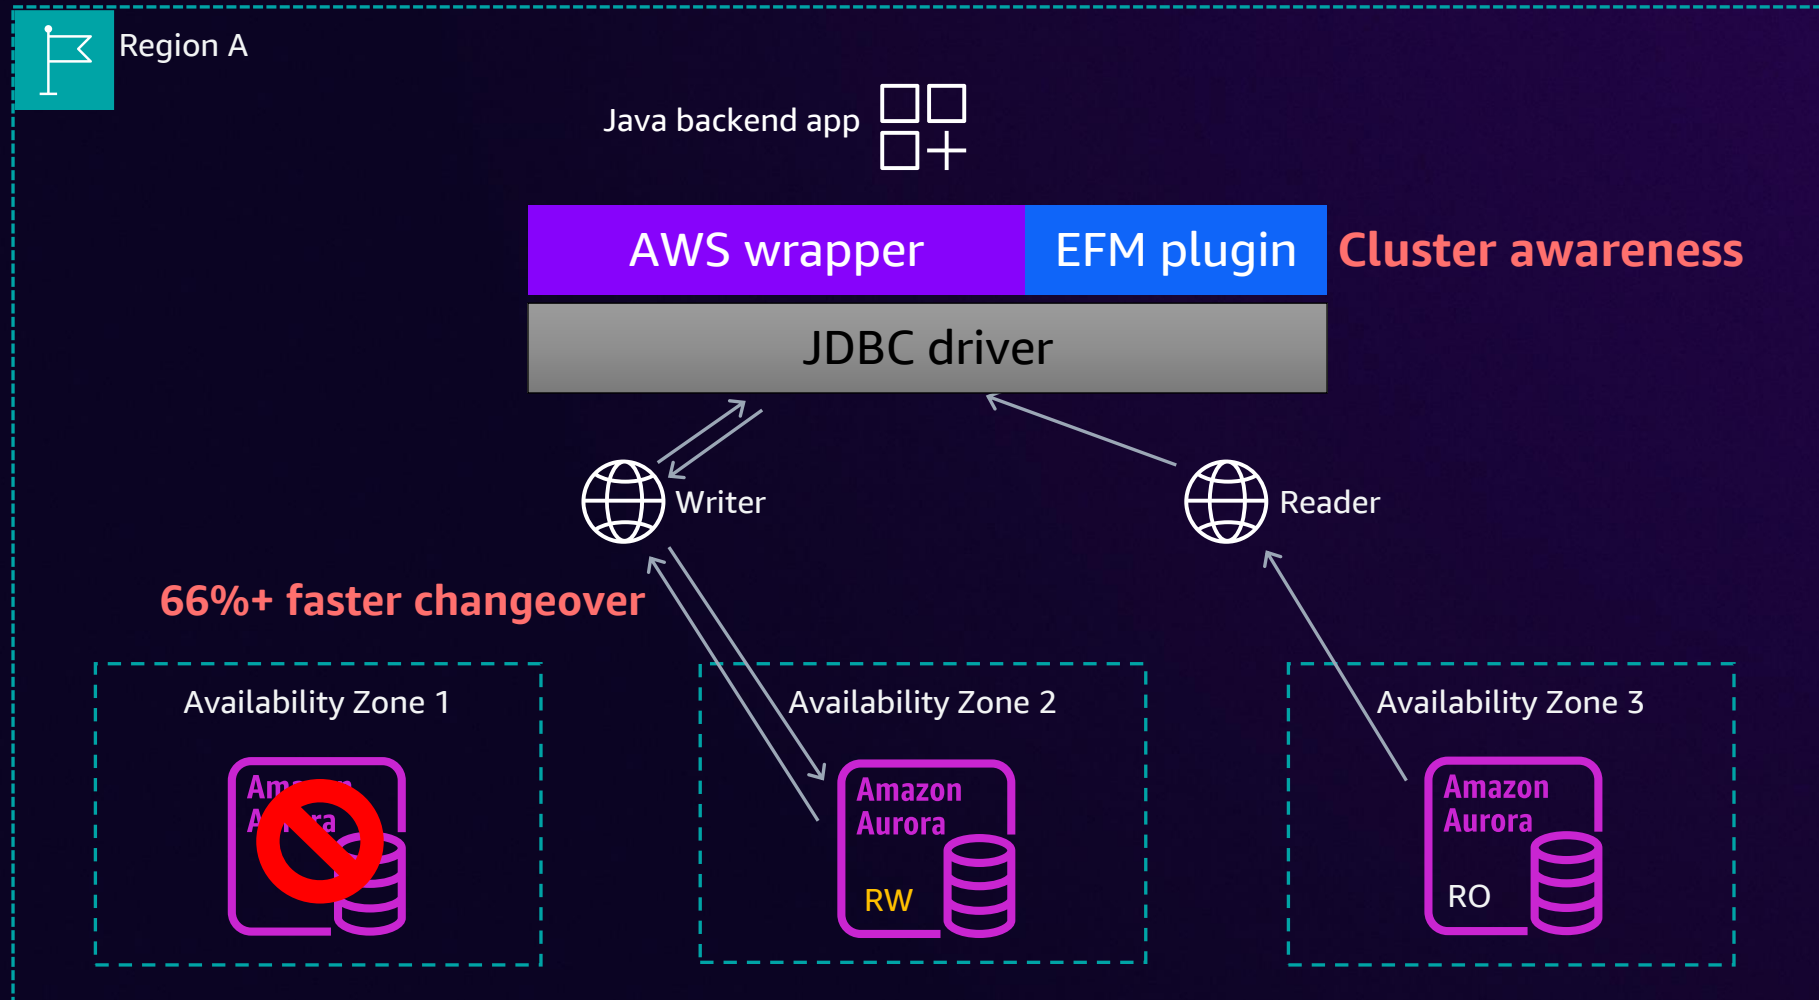 Region A
Java backend app
AWS wrapper
EFM plugin
Cluster awareness
JDBC driver
Writer
Reader
66%+ faster changeover
Availability Zone 1
Availability Zone 2
Availability Zone 3
Amazon
Aurora
RW
Amazon
Aurora
RO